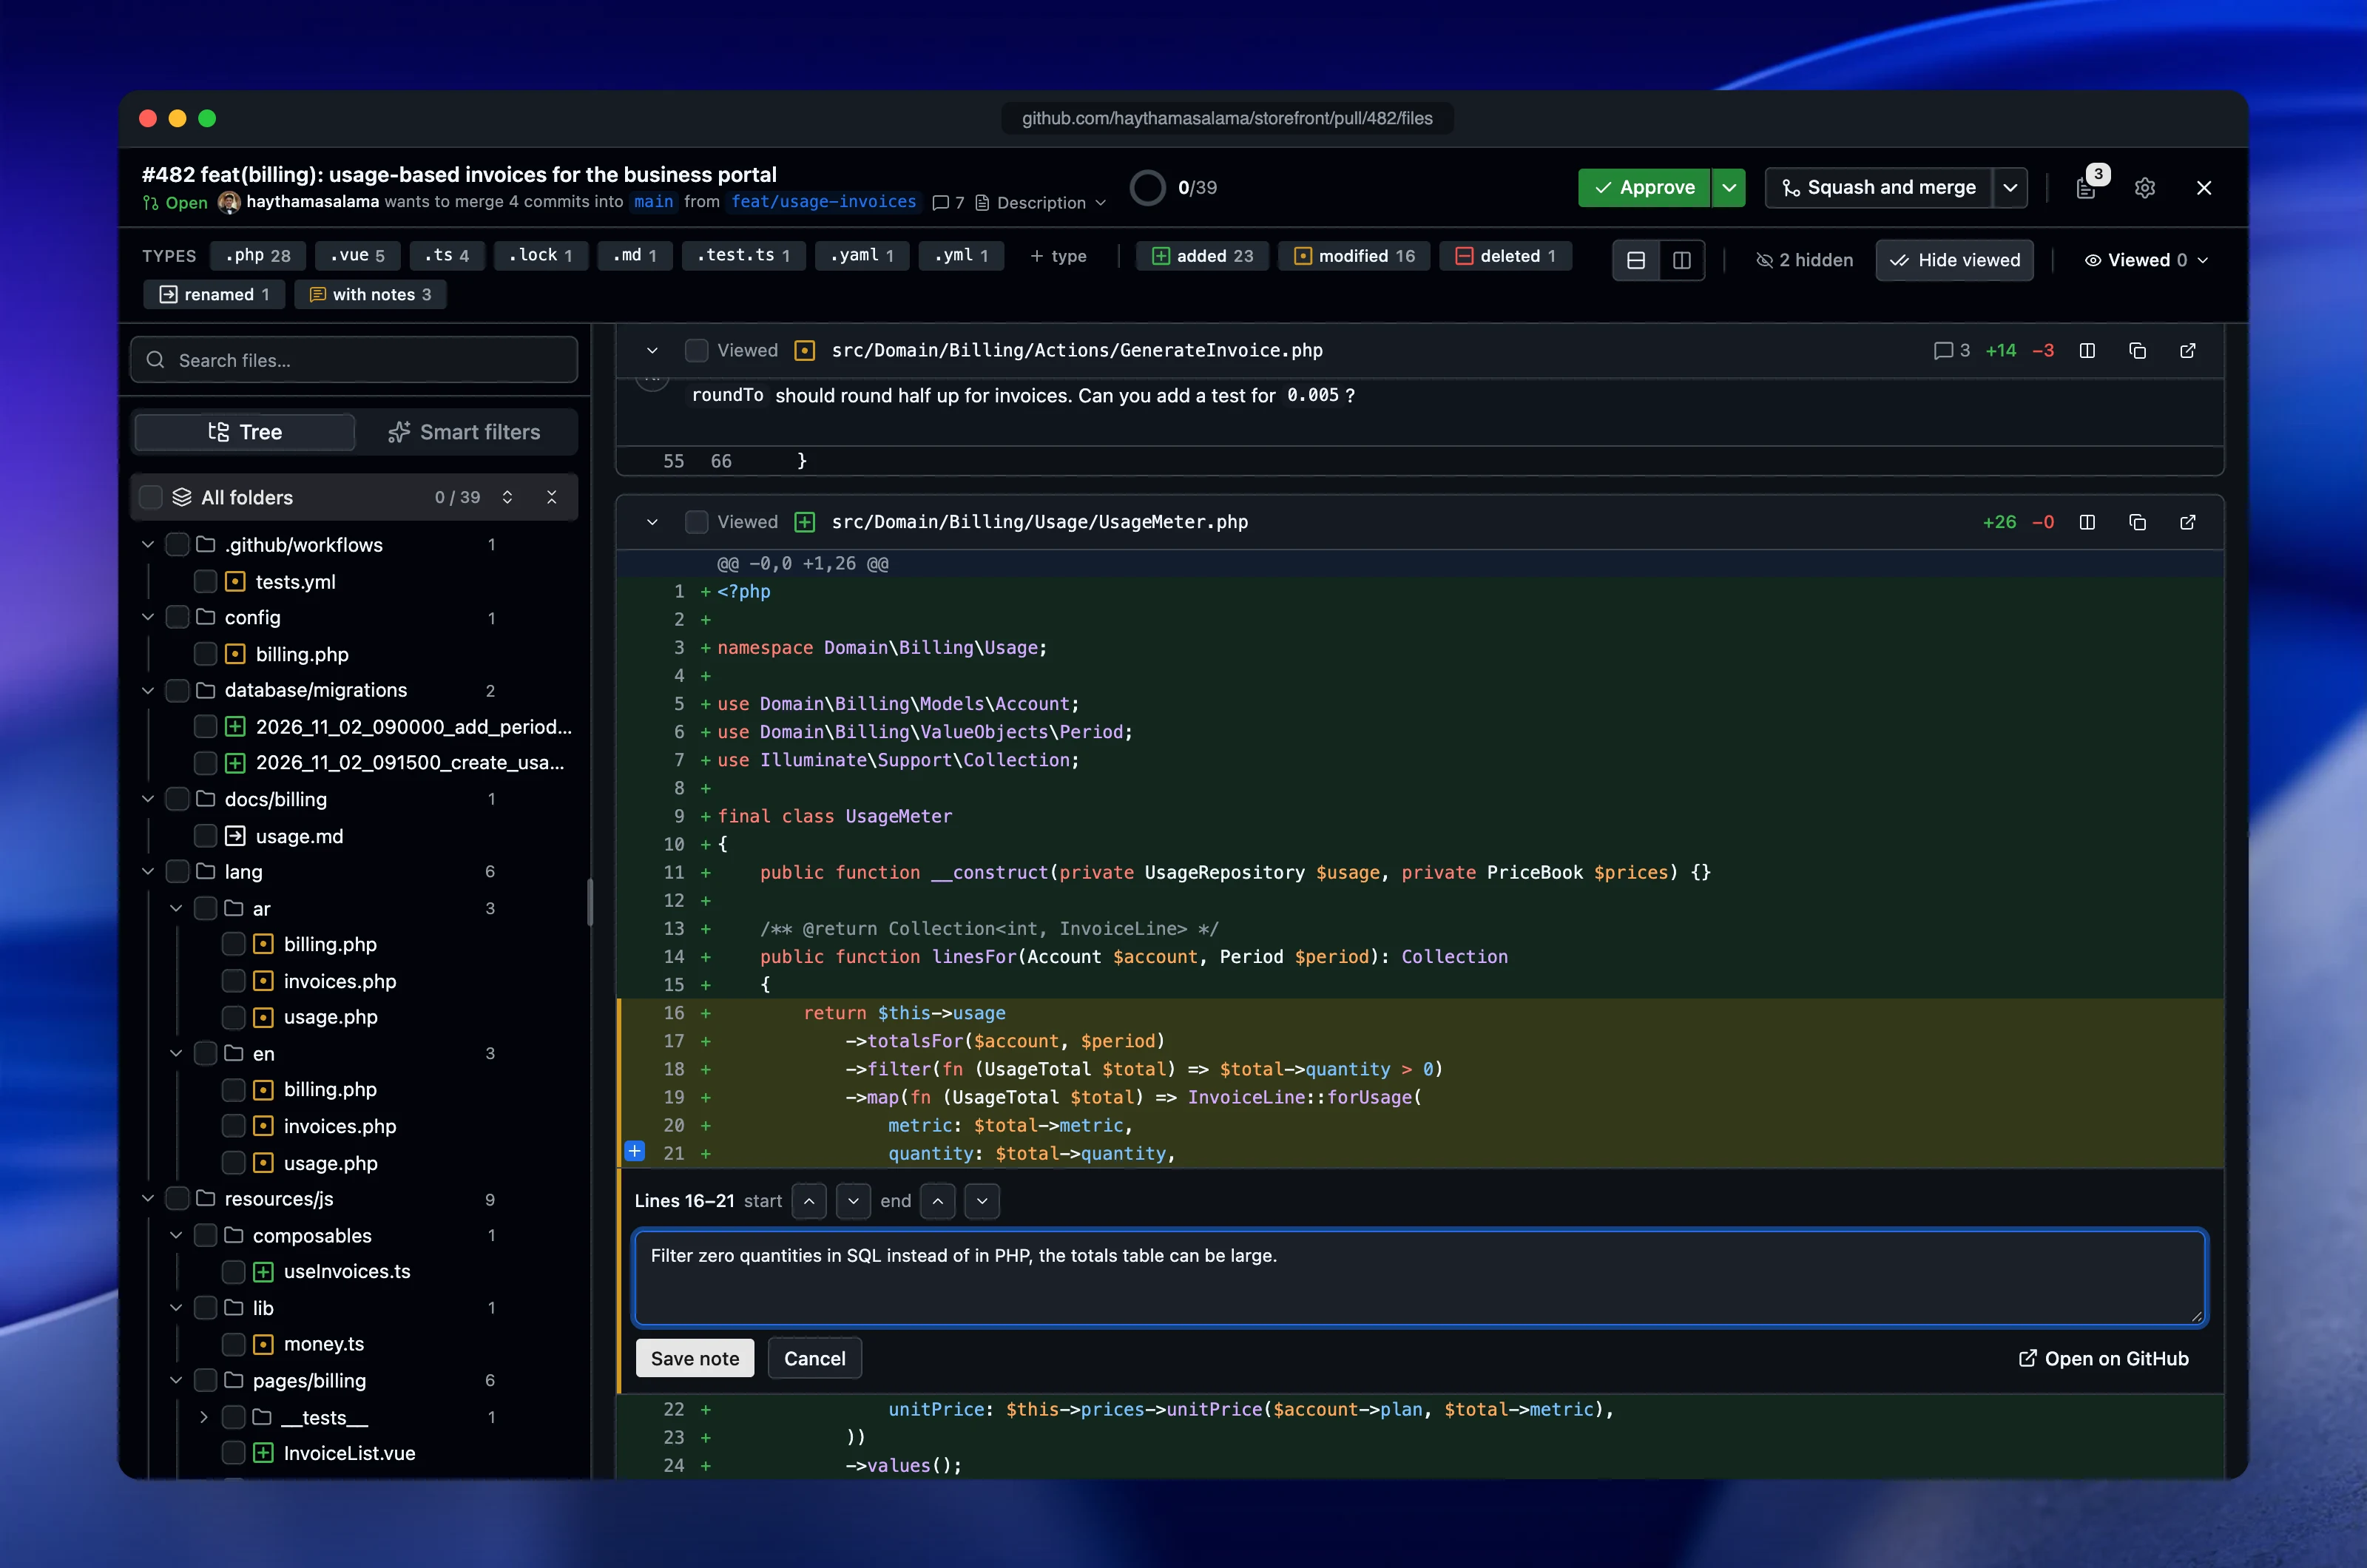 github.com/haythamasalama/storefront/pull/482/files
#482 feat(billing): usage-based invoices for the business portal
Open haythamasalama wants to merge 4 commits into main from feat/usage-invoices 7 Description
0/39
Approve
Squash and merge
3
TYPES .php 28 .vue 5 .ts 4 .lock 1 .md 1 .test.ts 1 .yaml 1 .yml 1 + type added 23 modified 16 deleted 1
2 hidden Hide viewed Viewed 0
renamed 1 with notes 3
Search files...
Tree Smart filters
All folders 0 / 39
.github/workflows 1
tests.yml
config 1
billing.php
database/migrations 2
2026_11_02_090000_add_period...
2026_11_02_091500_create_usa...
docs/billing 1
usage.md
lang 6
ar 3
billing.php
invoices.php
usage.php
en 3
billing.php
invoices.php
usage.php
resources/js 9
composables 1
useInvoices.ts
lib 1
money.ts
pages/billing 6
__tests__ 1
InvoiceList.vue
Viewed src/Domain/Billing/Actions/GenerateInvoice.php 3 +14 −3
roundTo should round half up for invoices. Can you add a test for 0.005 ?
55 66 }
Viewed src/Domain/Billing/Usage/UsageMeter.php +26 −0
@@ -0,0 +1,26 @@
1 +<?php
2 +
3 +namespace Domain\Billing\Usage;
4 +
5 +use Domain\Billing\Models\Account;
6 +use Domain\Billing\ValueObjects\Period;
7 +use Illuminate\Support\Collection;
8 +
9 +final class UsageMeter
10 +{
11 + public function __construct(private UsageRepository $usage, private PriceBook $prices) {}
12 +
13 + /** @return Collection<int, InvoiceLine> */
14 + public function linesFor(Account $account, Period $period): Collection
15 + {
16 + return $this->usage
17 + ->totalsFor($account, $period)
18 + ->filter(fn (UsageTotal $total) => $total->quantity > 0)
19 + ->map(fn (UsageTotal $total) => InvoiceLine::forUsage(
20 + metric: $total->metric,
21 + quantity: $total->quantity,
Lines 16–21 start end
Filter zero quantities in SQL instead of in PHP, the totals table can be large.
Save note Cancel Open on GitHub
22 + unitPrice: $this->prices->unitPrice($account->plan, $total->metric),
23 + ))
24 + ->values();